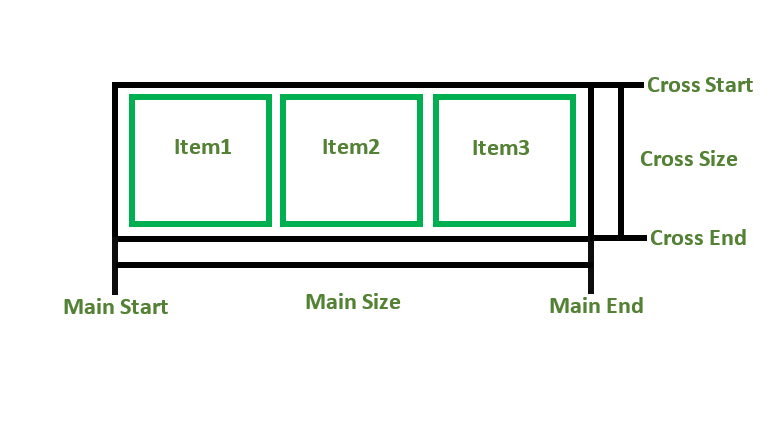 Cross Start
Item1
Item2
Item3
Cross Size
Cross End
Main Start
Main Size
Main End